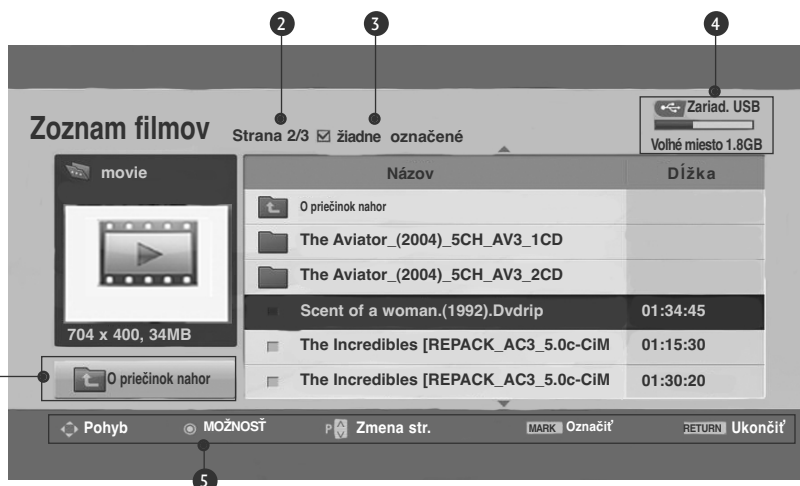 2 3 4
Zariad. USB
Zoznam filmov Strana 2/3 žiadne označené
Voľné miesto 1.8GB
movie
Názov Dĺžka
O priečinok nahor
The Aviator_(2004)_5CH_AV3_1CD
The Aviator_(2004)_5CH_AV3_2CD
Scent of a woman.(1992).Dvdrip 01:34:45
704 x 400, 34MB
The Incredibles [REPACK_AC3_5.0c-CiM 01:15:30
O priečinok nahor
The Incredibles [REPACK_AC3_5.0c-CiM 01:30:20
Pohyb MOŽNOSŤ P Zmena str. MARK Označiť RETURN Ukončiť
5